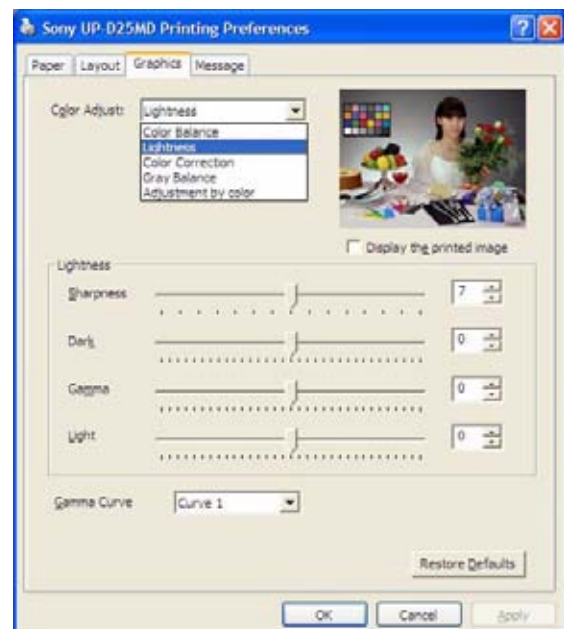 Sony UP-D25MD Printing Preferences
Paper Layout Graphics Message
Color Adjust: Lightness
Color Balance
Lightness
Color Correction
Gray Balance
Adjustment by color
Display the printed image
Lightness
Sharpness 7
Dark 0
Gamma 0
Light 0
Gamma Curve Curve 1
Restore Defaults
OK Cancel Apply